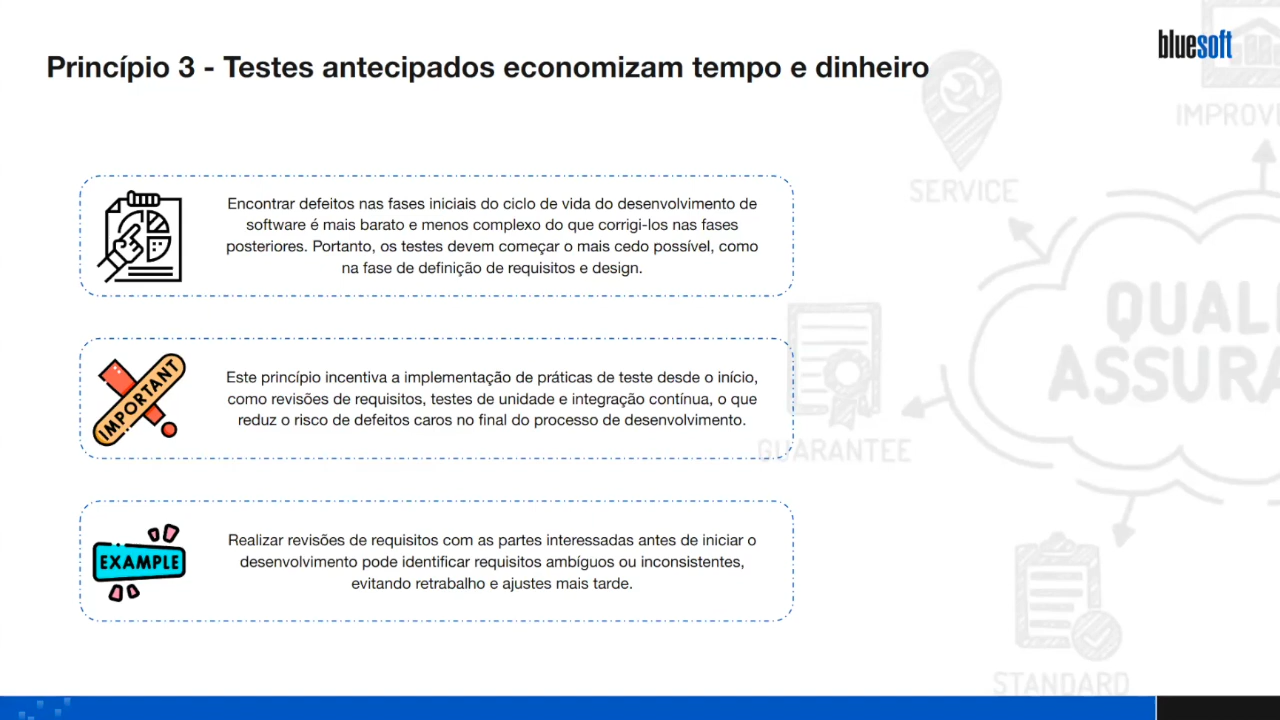 Princípio 3 - Testes antecipados economizam tempo e dinheiro
bluesoft
Encontrar defeitos nas fases iniciais do ciclo de vida do desenvolvimento de
software é mais barato e menos complexo do que corrigi-los nas fases
posteriores. Portanto, os testes devem começar o mais cedo possível, como
na fase de definição de requisitos e design.
IMPORTANT
Este princípio incentiva a implementação de práticas de teste desde o início,
como revisões de requisitos, testes de unidade e integração contínua, o que
reduz o risco de defeitos caros no final do processo de desenvolvimento.
EXAMPLE
Realizar revisões de requisitos com as partes interessadas antes de iniciar o
desenvolvimento pode identificar requisitos ambíguos ou inconsistentes,
evitando retrabalho e ajustes mais tarde.
IMPROVE
SERVICE
QUAL
ASSURA
GUARANTEE
STANDARD